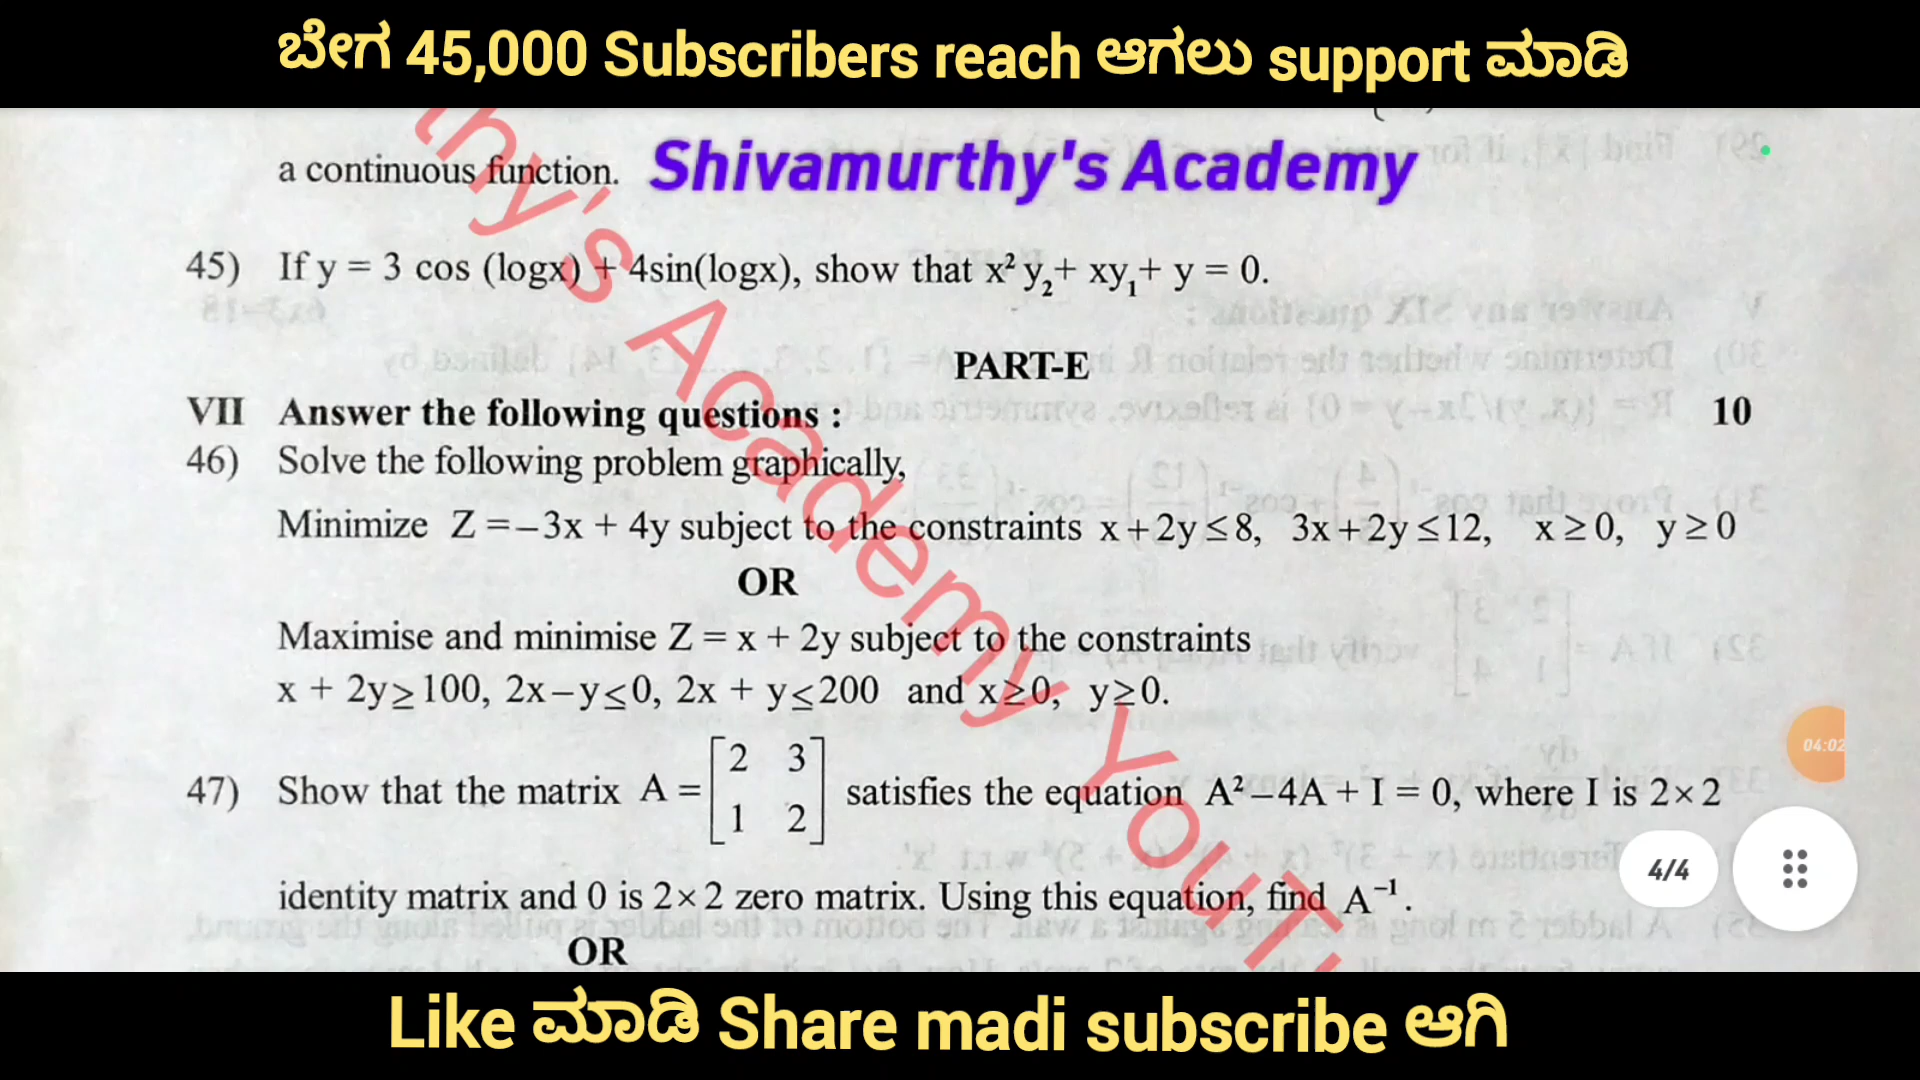 ಬೇಗ 45,000 Subscribers reach ಆಗಲು support ಮಾಡಿ
a continuous function. Shivamurthy's Academy
45) If y = 3 cos (logx) + 4sin(logx), show that x² y₂+ xy₁+ y = 0.
PART-E
VII Answer the following questions : 10
46) Solve the following problem graphically,
Minimize Z = – 3x + 4y subject to the constraints x + 2y ≤ 8, 3x + 2y ≤ 12, x ≥ 0, y ≥ 0
OR
Maximise and minimise Z = x + 2y subject to the constraints
x + 2y ≥ 100, 2x – y ≤ 0, 2x + y ≤ 200 and x ≥ 0, y ≥ 0.
47) Show that the matrix A = [2 3; 1 2] satisfies the equation A² – 4A + I = 0, where I is 2 × 2
identity matrix and 0 is 2 × 2 zero matrix. Using this equation, find A⁻¹.
OR
thy's Academy YouT
04:02
4/4
Like ಮಾಡಿ Share madi subscribe ಆಗಿ